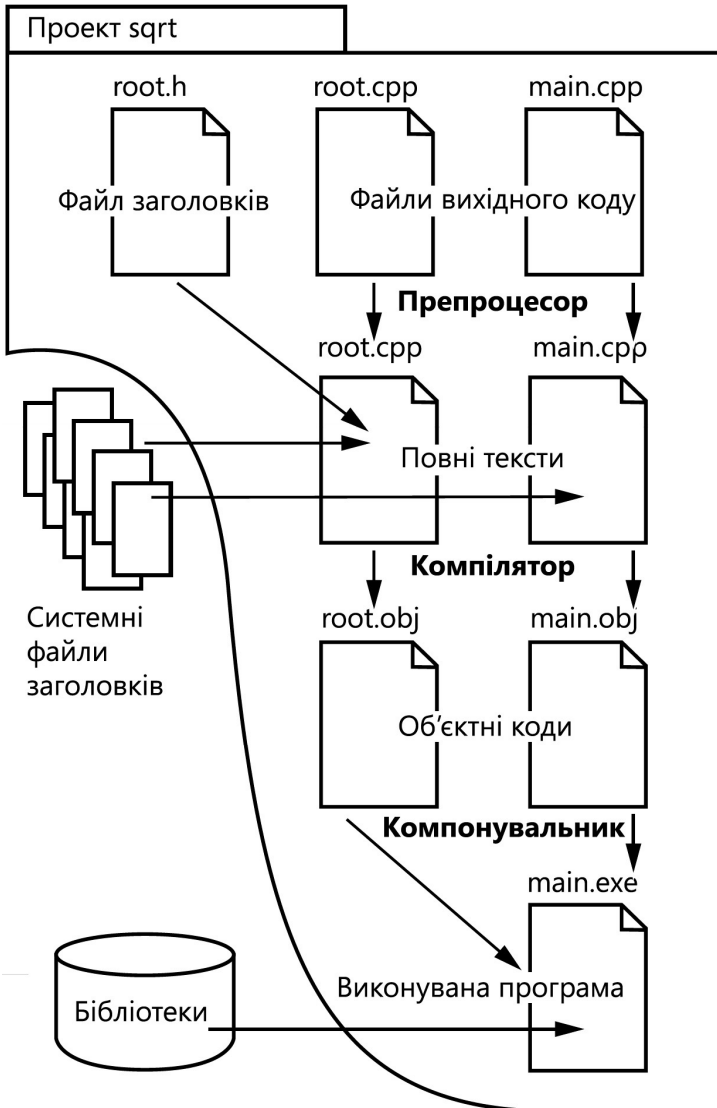 Проект sqrt
root.h
root.cpp
main.cpp
Файл заголовків
Файли вихідного коду
Препроцесор
root.cpp
main.cpp
Повні тексти
Системні
файли
заголовків
Компілятор
root.obj
main.obj
Об'єктні коди
Компонувальник
main.exe
Виконувана програма
Бібліотеки